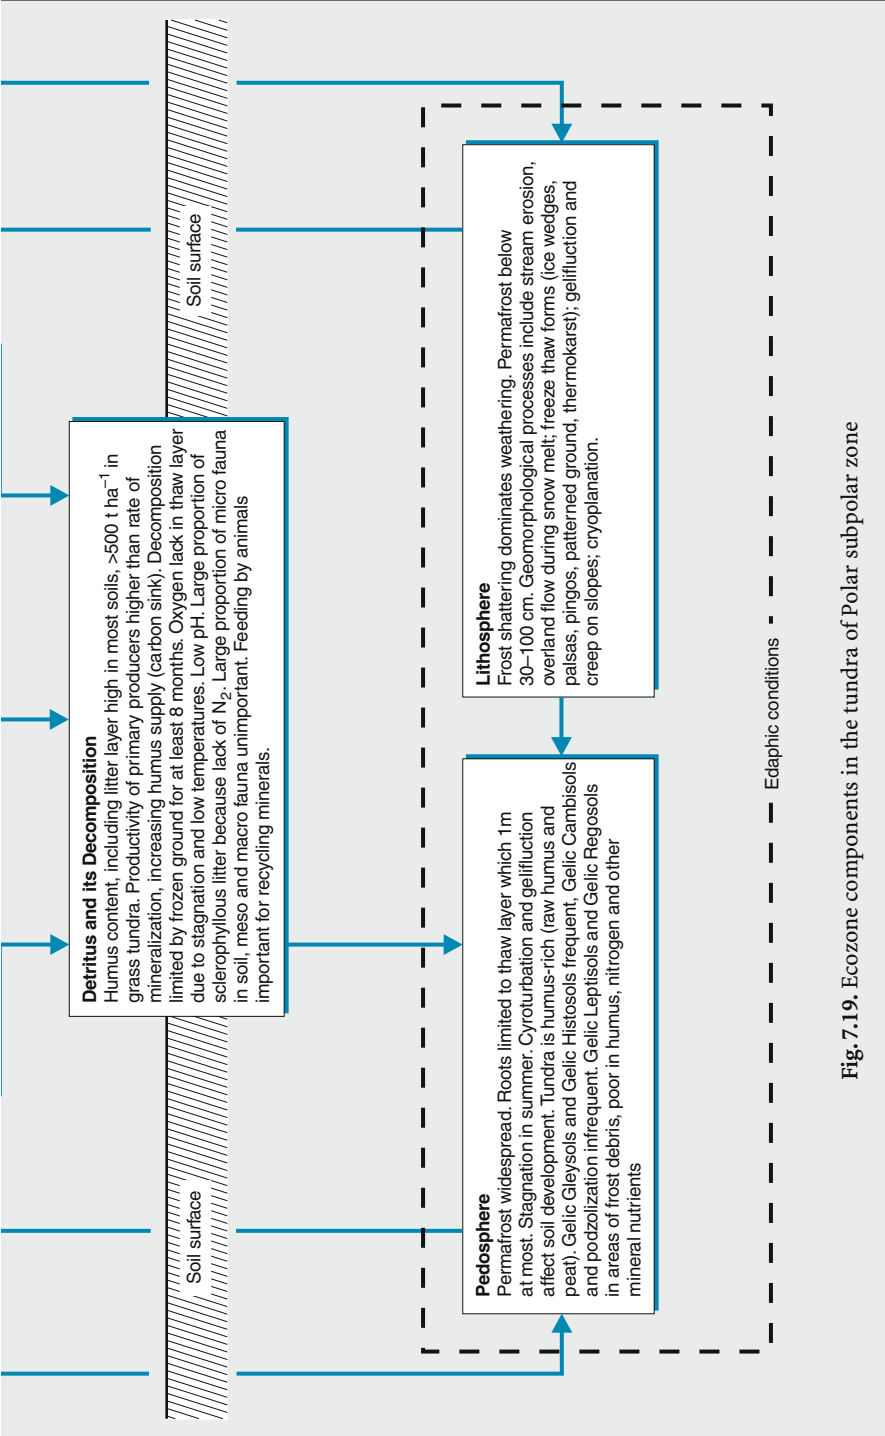 Soil surface
Soil surface
Detritus and its Decomposition
Humus content, including litter layer high in most soils, >500 t ha⁻¹ in
grass tundra. Productivity of primary producers higher than rate of
mineralization, increasing humus supply (carbon sink). Decomposition
limited by frozen ground for at least 8 months. Oxygen lack in thaw layer
due to stagnation and low temperatures. Low pH. Large proportion of
sclerophyllous litter because lack of N₂. Large proportion of micro fauna
in soil, meso and macro fauna unimportant. Feeding by animals
important for recycling minerals.
Pedosphere
Permafrost widespread. Roots limited to thaw layer which 1m
at most. Stagnation in summer. Cyroturbation and gelifluction
affect soil development. Tundra is humus-rich (raw humus and
peat). Gelic Gleysols and Gelic Histosols frequent, Gelic Cambisols
and podzolization infrequent. Gelic Leptisols and Gelic Regosols
in areas of frost debris, poor in humus, nitrogen and other
mineral nutrients
Lithosphere
Frost shattering dominates weathering. Permafrost below
30–100 cm. Geomorphological processes include stream erosion,
overland flow during snow melt; freeze thaw forms (ice wedges,
palsas, pingos, patterned ground, thermokarst); gelifluction and
creep on slopes; cryoplanation.
Edaphic conditions
Fig. 7.19. Ecozone components in the tundra of Polar subpolar zone